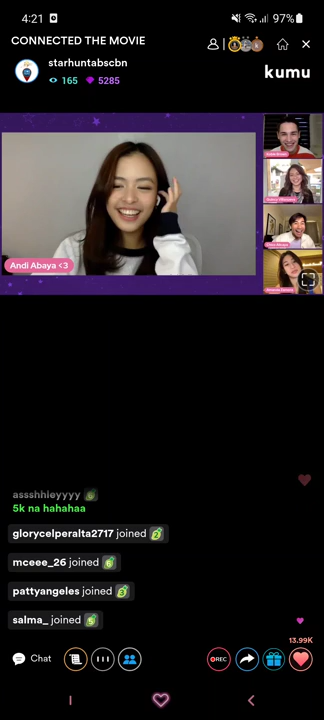 4:21
97%
CONNECTED THE MOVIE
starhuntabscbn
165 5285
kumu
Andi Abaya <3
assshhleyyyy
5k na hahahaa
glorycelperalta2717 joined
mceee_26 joined
pattyangeles joined
salma_ joined
13.99K
Chat
REC